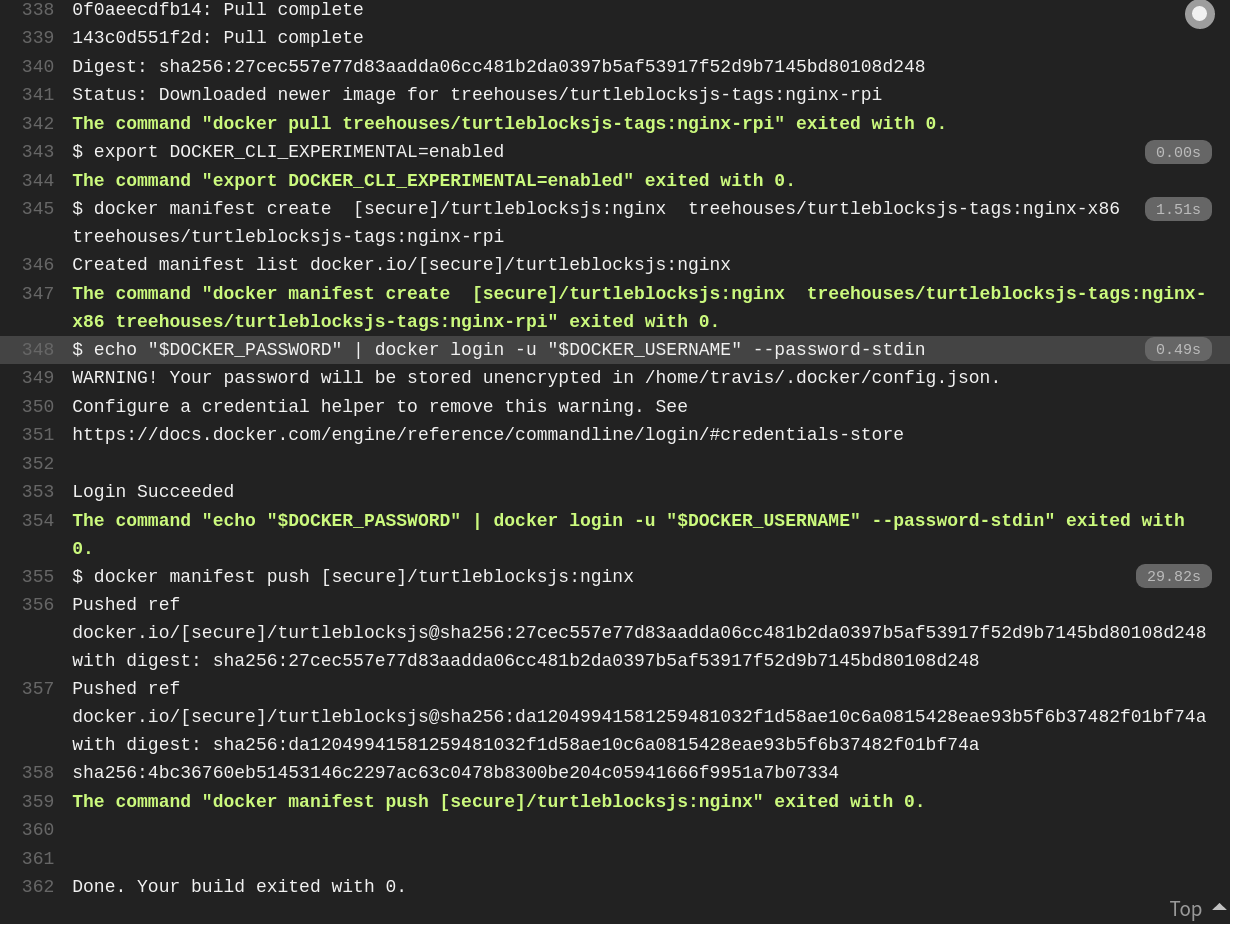 338 0f0aeecdfb14: Pull complete
339 143c0d551f2d: Pull complete
340 Digest: sha256:27cec557e77d83aadda06cc481b2da0397b5af53917f52d9b7145bd80108d248
341 Status: Downloaded newer image for treehouses/turtleblocksjs-tags:nginx-rpi
342 The command "docker pull treehouses/turtleblocksjs-tags:nginx-rpi" exited with 0.
343 $ export DOCKER_CLI_EXPERIMENTAL=enabled 0.00s
344 The command "export DOCKER_CLI_EXPERIMENTAL=enabled" exited with 0.
345 $ docker manifest create  [secure]/turtleblocksjs:nginx  treehouses/turtleblocksjs-tags:nginx-x86 1.51s
treehouses/turtleblocksjs-tags:nginx-rpi
346 Created manifest list docker.io/[secure]/turtleblocksjs:nginx
347 The command "docker manifest create  [secure]/turtleblocksjs:nginx  treehouses/turtleblocksjs-tags:nginx-
x86 treehouses/turtleblocksjs-tags:nginx-rpi" exited with 0.
348 $ echo "$DOCKER_PASSWORD" | docker login -u "$DOCKER_USERNAME" --password-stdin 0.49s
349 WARNING! Your password will be stored unencrypted in /home/travis/.docker/config.json.
350 Configure a credential helper to remove this warning. See
351 https://docs.docker.com/engine/reference/commandline/login/#credentials-store
352
353 Login Succeeded
354 The command "echo "$DOCKER_PASSWORD" | docker login -u "$DOCKER_USERNAME" --password-stdin" exited with
0.
355 $ docker manifest push [secure]/turtleblocksjs:nginx 29.82s
356 Pushed ref
docker.io/[secure]/turtleblocksjs@sha256:27cec557e77d83aadda06cc481b2da0397b5af53917f52d9b7145bd80108d248
with digest: sha256:27cec557e77d83aadda06cc481b2da0397b5af53917f52d9b7145bd80108d248
357 Pushed ref
docker.io/[secure]/turtleblocksjs@sha256:da12049941581259481032f1d58ae10c6a0815428eae93b5f6b37482f01bf74a
with digest: sha256:da12049941581259481032f1d58ae10c6a0815428eae93b5f6b37482f01bf74a
358 sha256:4bc36760eb51453146c2297ac63c0478b8300be204c05941666f9951a7b07334
359 The command "docker manifest push [secure]/turtleblocksjs:nginx" exited with 0.
360
361
362 Done. Your build exited with 0.
Top